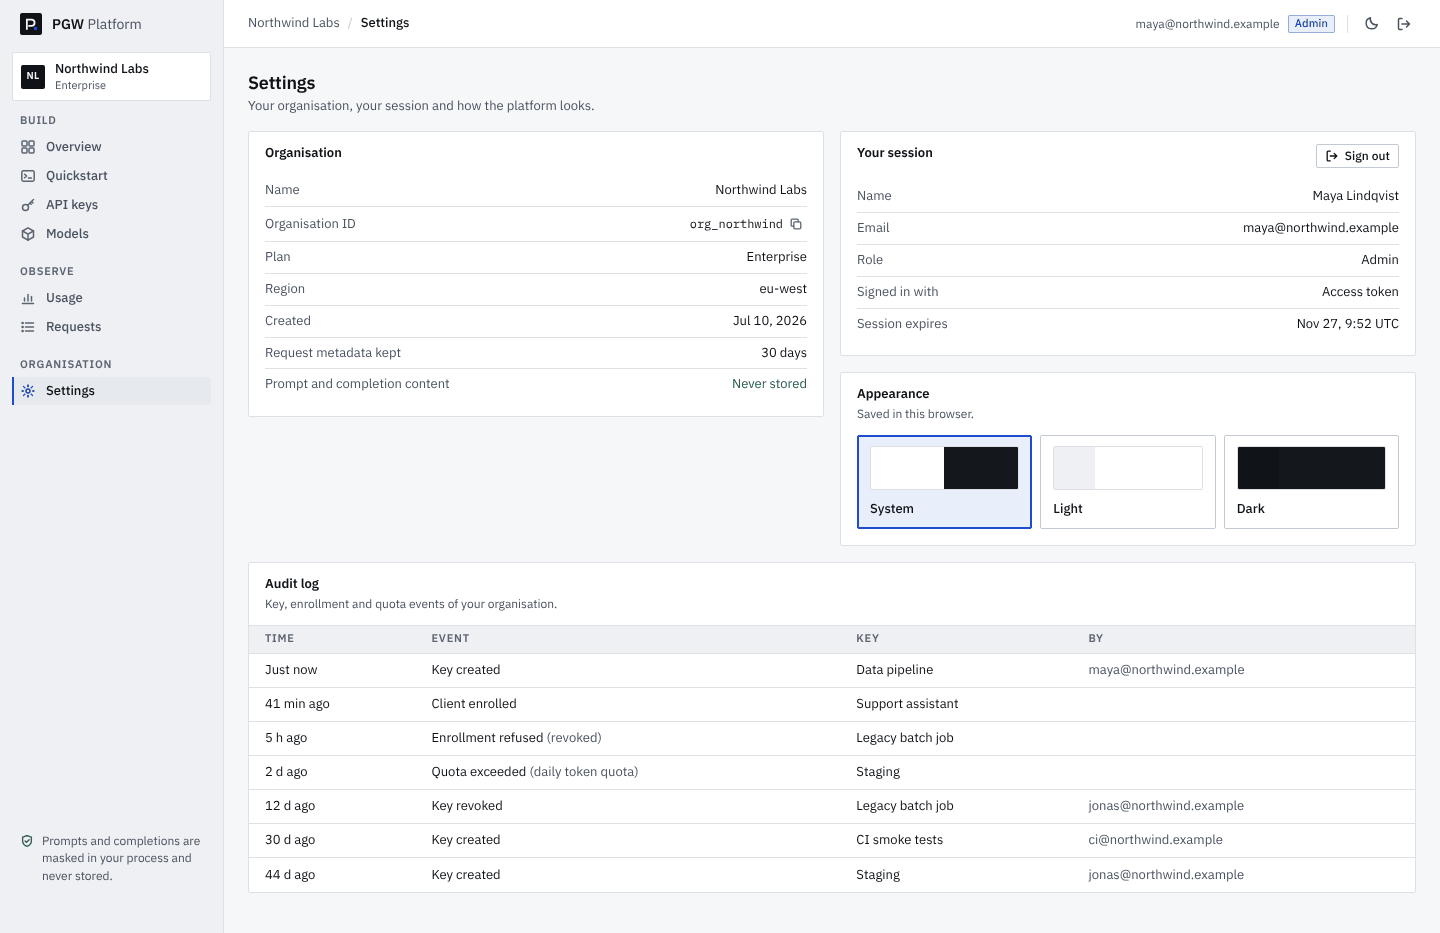 PGW Platform
NL
Northwind Labs
Enterprise
BUILD
Overview
Quickstart
API keys
Models
OBSERVE
Usage
Requests
ORGANISATION
Settings
Prompts and completions are
masked in your process and
never stored.
Northwind Labs / Settings
maya@northwind.example Admin
Settings
Your organisation, your session and how the platform looks.
Organisation
Name Northwind Labs
Organisation ID org_northwind
Plan Enterprise
Region eu-west
Created Jul 10, 2026
Request metadata kept 30 days
Prompt and completion content Never stored
Your session Sign out
Name Maya Lindqvist
Email maya@northwind.example
Role Admin
Signed in with Access token
Session expires Nov 27, 9:52 UTC
Appearance
Saved in this browser.
System Light Dark
Audit log
Key, enrollment and quota events of your organisation.
TIME EVENT KEY BY
Just now Key created Data pipeline maya@northwind.example
41 min ago Client enrolled Support assistant
5 h ago Enrollment refused (revoked) Legacy batch job
2 d ago Quota exceeded (daily token quota) Staging
12 d ago Key revoked Legacy batch job jonas@northwind.example
30 d ago Key created CI smoke tests ci@northwind.example
44 d ago Key created Staging jonas@northwind.example